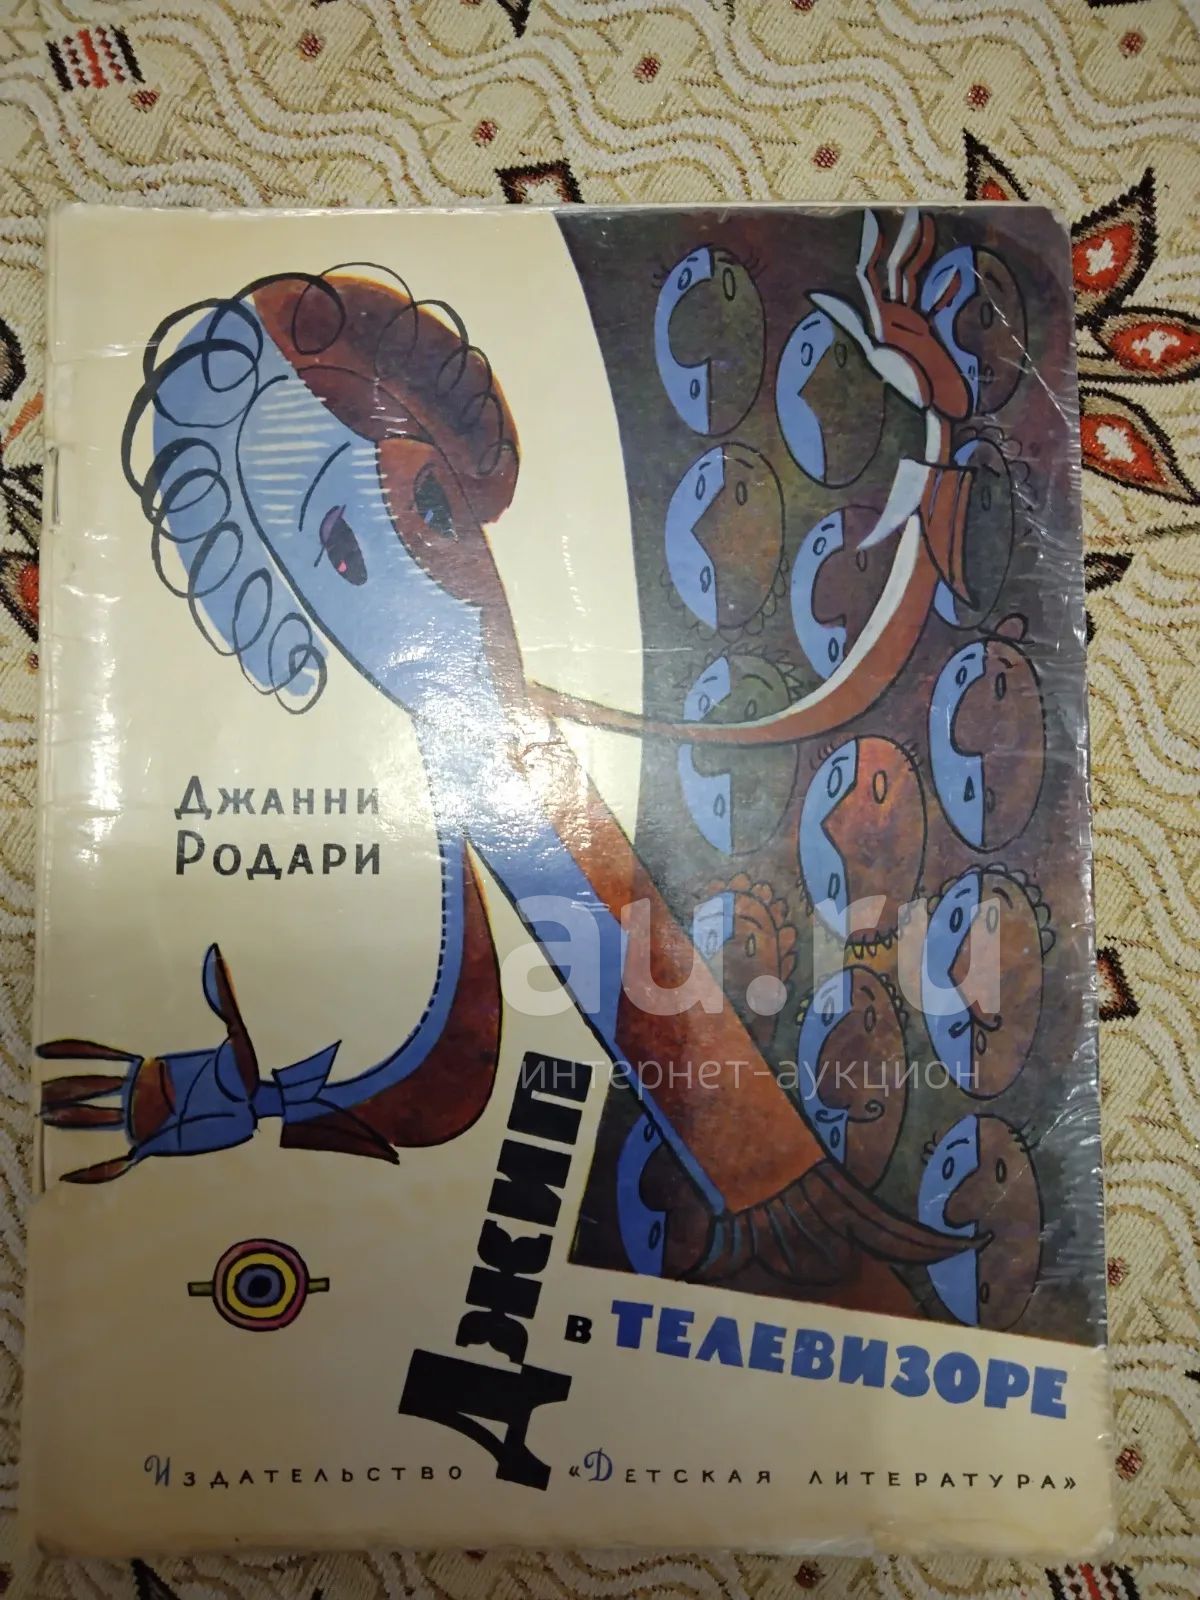 Джанни
Родари
au.ru
интернет-аукцион
Джип
в телевизоре
Издательство «Детская литература»